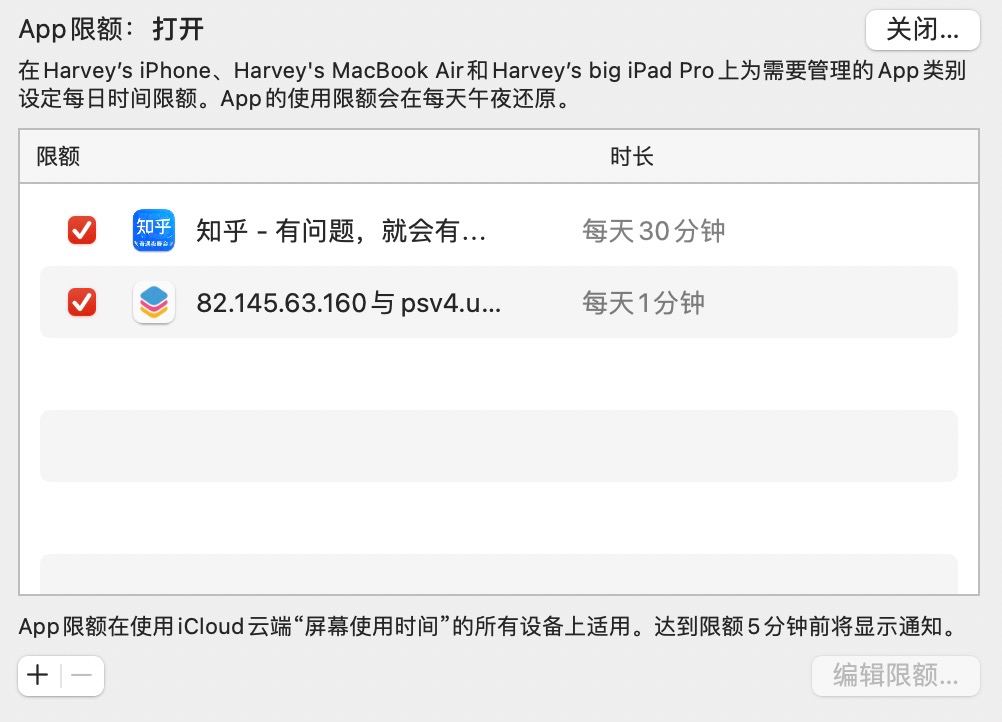 App限额：打开
关闭...
在Harvey’s iPhone、Harvey's MacBook Air和Harvey’s big iPad Pro上为需要管理的App类别
设定每日时间限额。App的使用限额会在每天午夜还原。
限额
时长
知乎
知乎 - 有问题，就会有...
每天30分钟
82.145.63.160与psv4.u...
每天1分钟
App限额在使用iCloud云端“屏幕使用时间”的所有设备上适用。达到限额5分钟前将显示通知。
编辑限额...